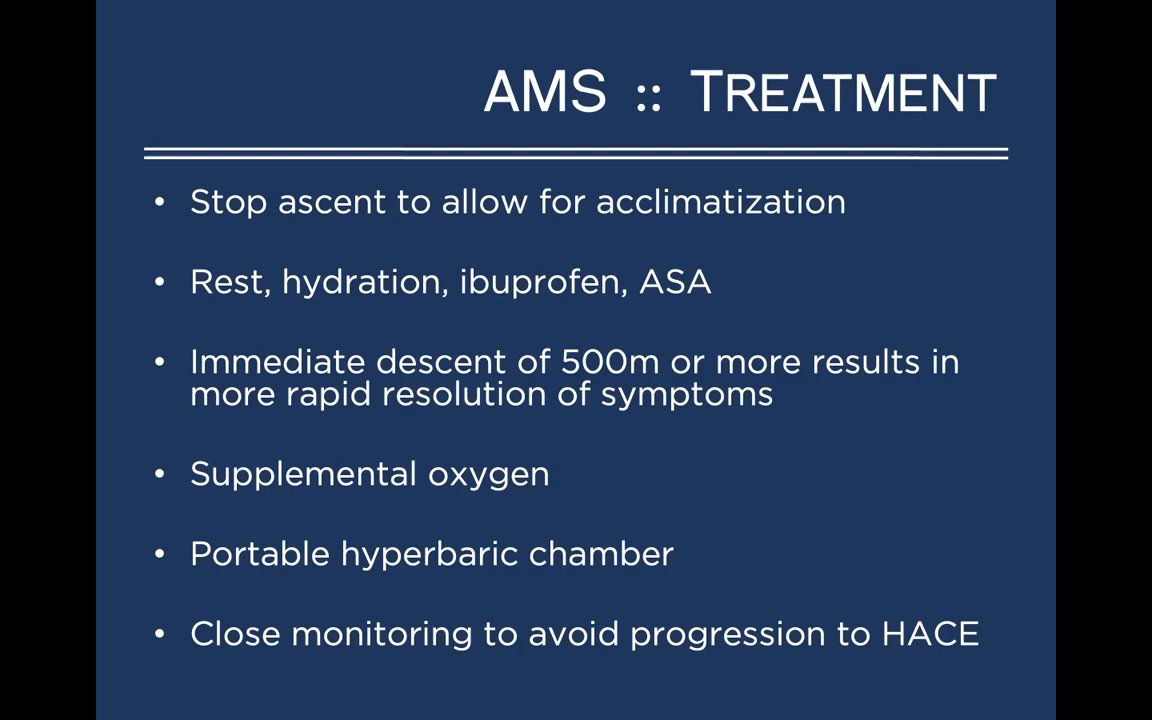 AMS :: TREATMENT
• Stop ascent to allow for acclimatization
• Rest, hydration, ibuprofen, ASA
• Immediate descent of 500m or more results in
more rapid resolution of symptoms
• Supplemental oxygen
• Portable hyperbaric chamber
• Close monitoring to avoid progression to HACE